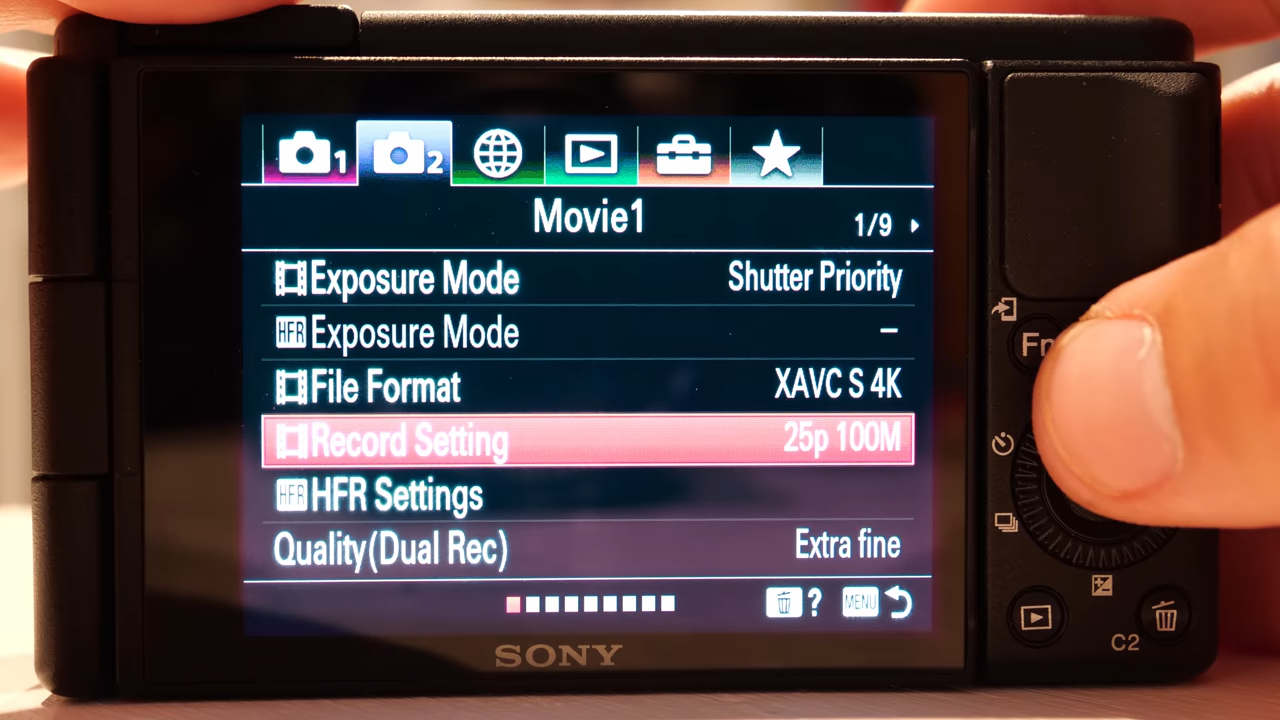 1
2
Movie1
1/9
Exposure Mode Shutter Priority
HFR Exposure Mode –
File Format XAVC S 4K
Record Setting 25p 100M
HFR HFR Settings
Quality(Dual Rec) Extra fine
? MENU
SONY
Fn
C2